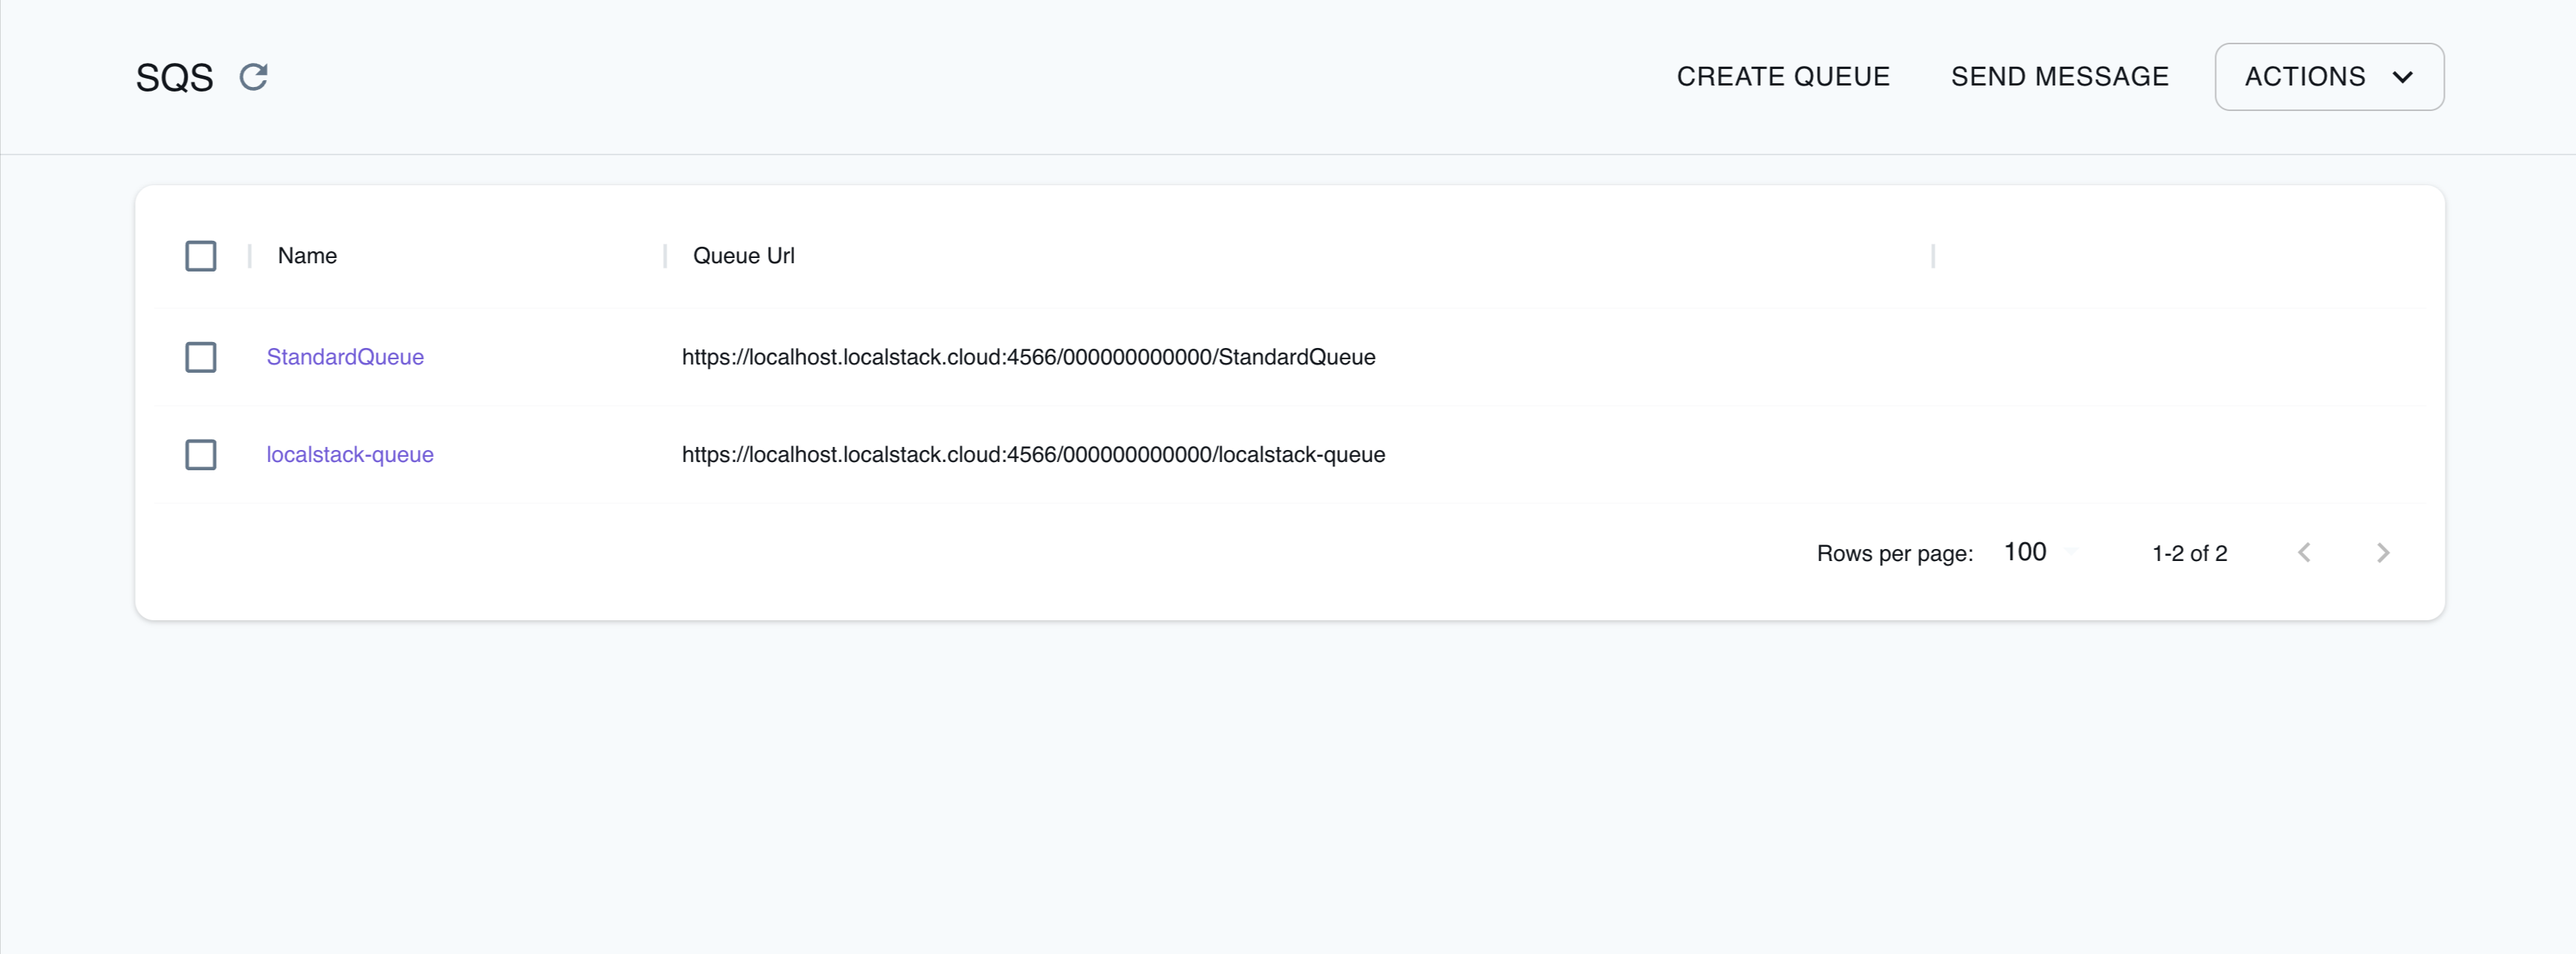 SQS
CREATE QUEUE SEND MESSAGE ACTIONS
Name Queue Url
StandardQueue https://localhost.localstack.cloud:4566/000000000000/StandardQueue
localstack-queue https://localhost.localstack.cloud:4566/000000000000/localstack-queue
Rows per page: 100 1-2 of 2